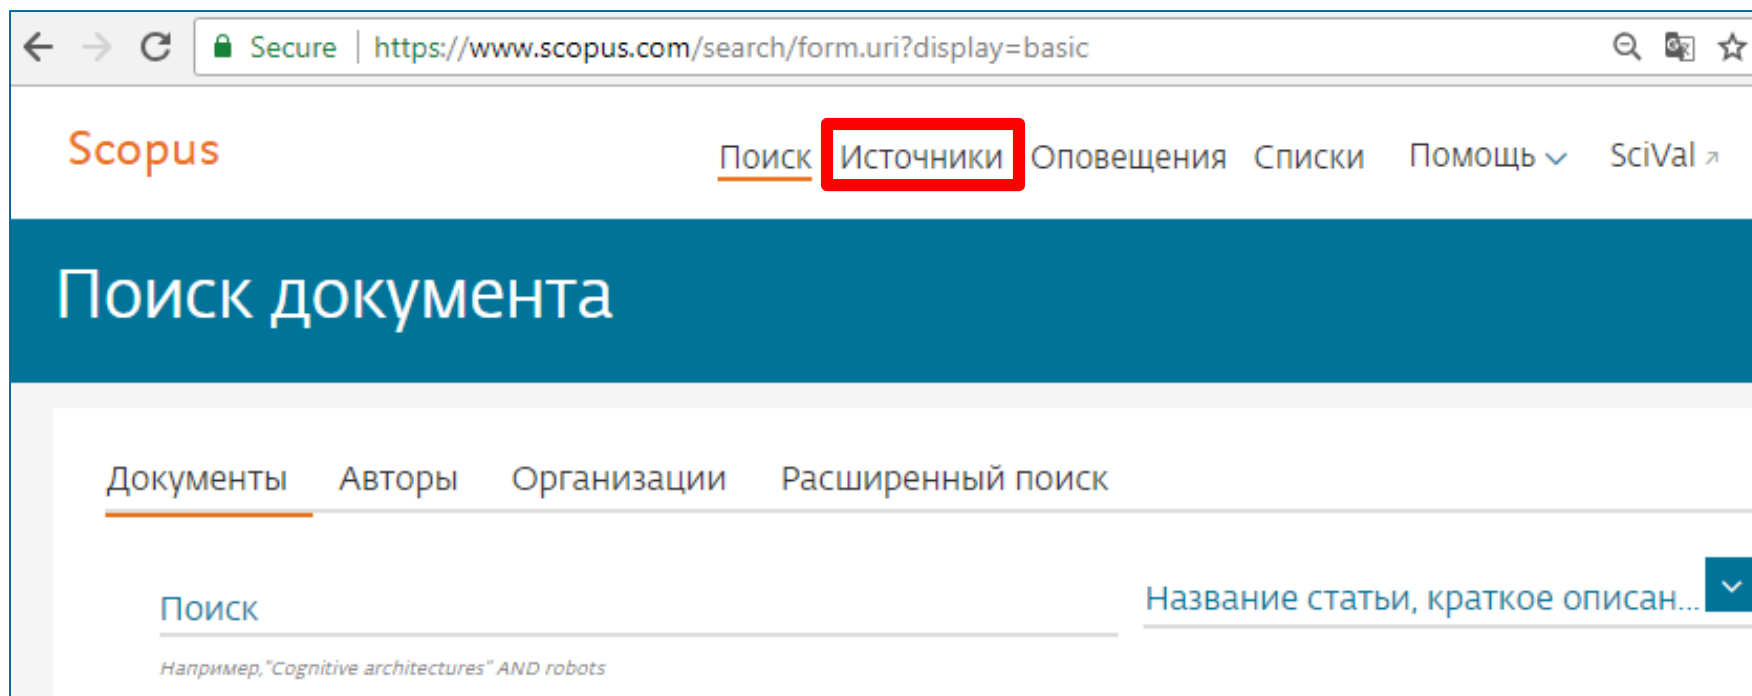 Secure https://www.scopus.com/search/form.uri?display=basic
Scopus Поиск Источники Оповещения Списки Помощь SciVal
Поиск документа
Документы Авторы Организации Расширенный поиск
Поиск Название статьи, краткое описан...
Например,"Cognitive architectures" AND robots